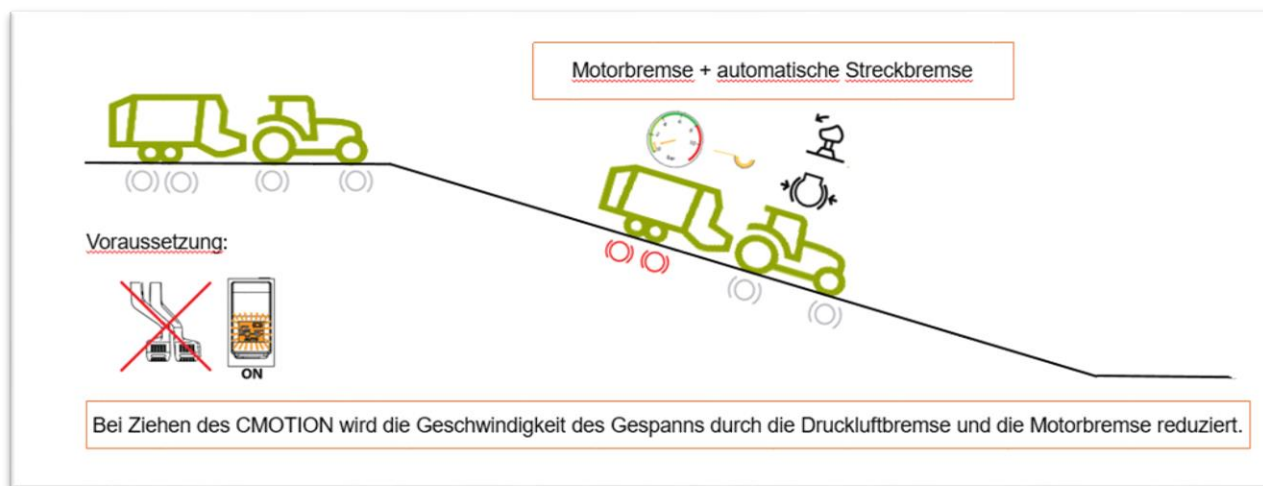 Motorbremse + automatische Streckbremse
bar
Voraussetzung:
ON
Bei Ziehen des CMOTION wird die Geschwindigkeit des Gespanns durch die Druckluftbremse und die Motorbremse reduziert.